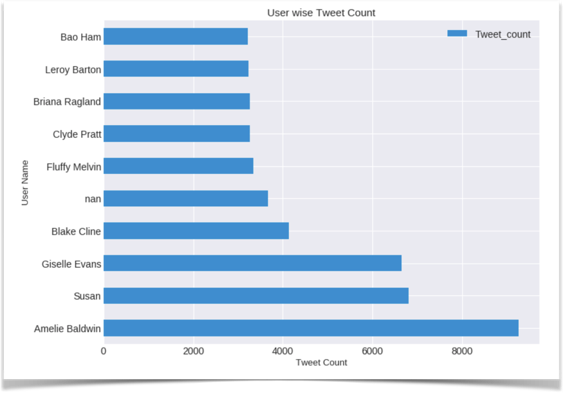 User wise Tweet Count
Tweet_count
Bao Ham
Leroy Barton
Briana Ragland
Clyde Pratt
Fluffy Melvin
nan
Blake Cline
Giselle Evans
Susan
Amelie Baldwin
User Name
0 2000 4000 6000 8000
Tweet Count